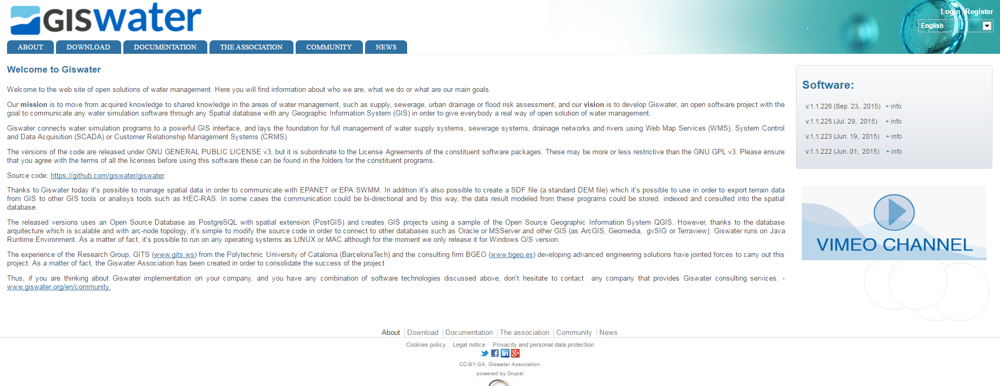 GISwater
Login | Register
English
ABOUT
DOWNLOAD
DOCUMENTATION
THE ASSOCIATION
COMMUNITY
NEWS
Welcome to Giswater
Welcome to the web site of open solutions of water management. Here you will find information about who we are, what we do or what are our main goals.
Our mission is to move from acquired knowledge to shared knowledge in the areas of water management, such as supply, sewerage, urban drainage or flood risk assessment, and our vision is to develop Giswater, an open software project with the
goal to communicate any water simulation software through any Spatial database with any Geographic Information System (GIS) in order to give everybody a real way of open solution of water management.
Giswater connects water simulation programs to a powerful GIS interface, and lays the foundation for full management of water supply systems, sewerage systems, drainage networks and rivers using Web Map Services (WMS), System Control
and Data Acquisition (SCADA) or Customer Relationship Management Systems (CRMS).
The versions of the code are released under GNU GENERAL PUBLIC LICENSE v3, but it is subordinate to the License Agreements of the constituent software packages. These may be more or less restrictive than the GNU GPL v3. Please ensure
that you agree with the terms of all the licenses before using this software these can be found in the folders for the constituent programs.
Source code: https://github.com/giswater/giswater
Thanks to Giswater today it's possible to manage spatial data in order to communicate with EPANET or EPA SWMM. In addition it's also possible to create a SDF file (a standard DEM file) which it's possible to use in order to export terrain data
from GIS to other GIS tools or analisys tools such as HEC-RAS. In some cases the communication could be bi-directional and by this way, the data result modeled from these programs could be stored, indexed and consulted into the spatial
database.
The released versions uses an Open Source Database as PostgreSQL with spatial extension (PostGIS) and creates GIS projects using a sample of the Open Source Geographic Information System QGIS. However, thanks to the database
arquitecture which is scalable and with arc-node topology, it's simple to modify the source code in order to connect to other databases such as Oracle or MSServer and other GIS (as ArcGIS, Geomedia, gvSIG or Terraview). Giswater runs on Java
Runtime Environment. As a matter of fact, it's possible to run on any operating systems as LINUX or MAC although for the moment we only release it for Windows O/S version.
The experience of the Research Group, GITS (www.gits.ws) from the Polytechnic University of Catalonia (BarcelonaTech) and the consulting firm BGEO (www.bgeo.es) developing advanced engineering solutions have jointed forces to carry out this
project. As a matter of fact, the Giswater Association has been created in order to consolidate the success of the project
Thus, if you are thinking about Giswater implementation on your company, and you have any combination of software technologies discussed above, don't hesitate to contact any company that provides Giswater consulting services. -
www.giswater.org/en/community.
Software:
v.1.1.226 (Sep. 23, 2015) + info
v.1.1.225 (Jul. 29, 2015) + info
v.1.1.223 (Jun. 19, 2015) + info
v.1.1.222 (Jun. 01, 2015) + info
VIMEO CHANNEL
About | Download | Documentation | The association | Community | News
Cookies policy Legal notice Privacity and personal data protection
CC-BY-SA, Giswater Association
powered by Drupal